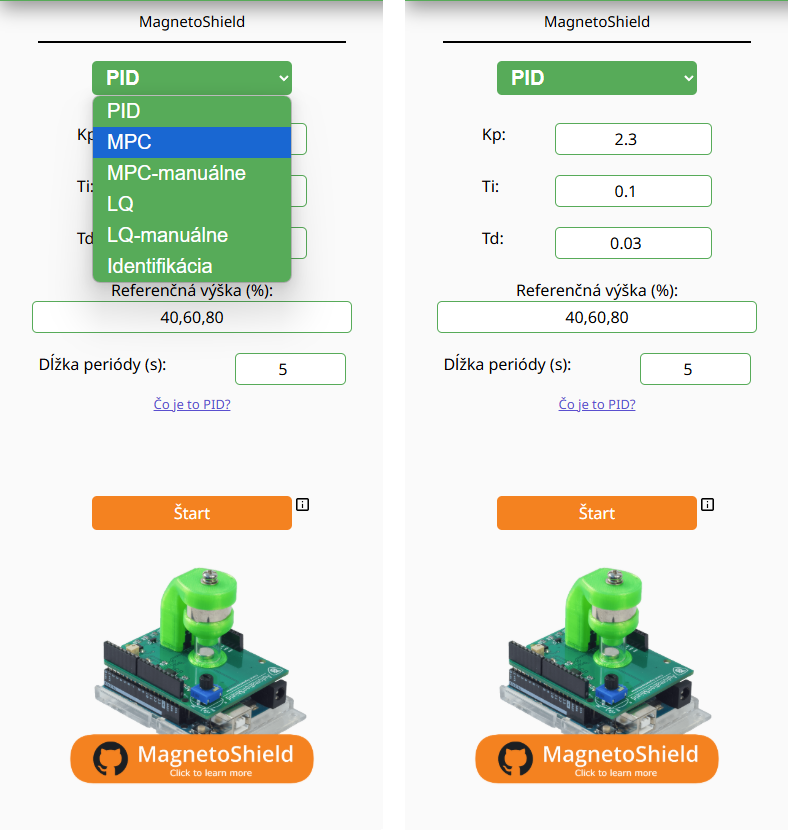 MagnetoShield
PID
PID
MPC
MPC-manuálne
LQ
LQ-manuálne
Identifikácia
Kp
Ti:
Td
Referenčná výška (%):
40,60,80
Dĺžka periódy (s):
5
Čo je to PID?
Štart
MagnetoShield
Click to learn more
MagnetoShield
PID
Kp:
2.3
Ti:
0.1
Td:
0.03
Referenčná výška (%):
40,60,80
Dĺžka periódy (s):
5
Čo je to PID?
Štart
MagnetoShield
Click to learn more